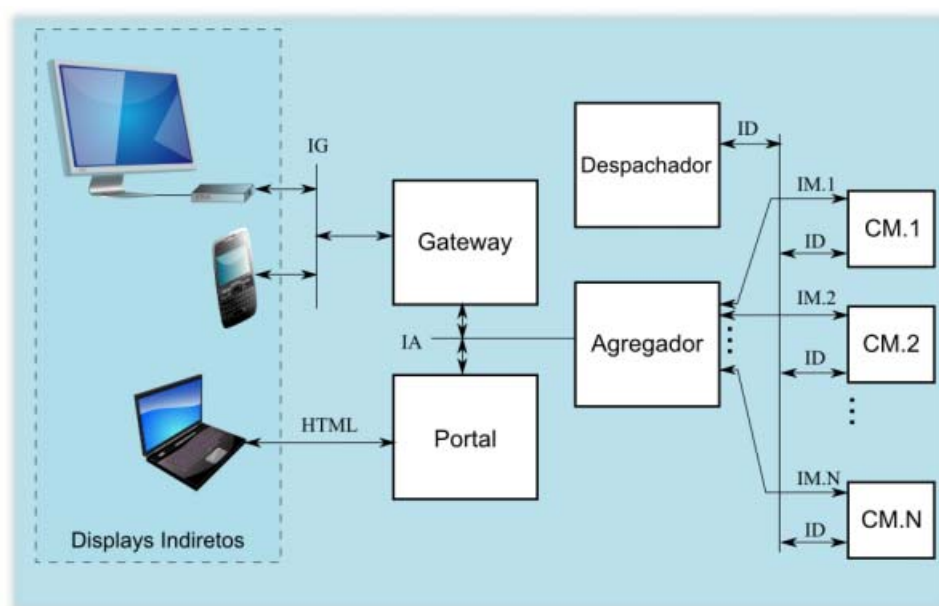 IG
Gateway
IA
Portal
HTML
Displays Indiretos
Despachador
ID
Agregador
IM.1
CM.1
ID
IM.2
CM.2
ID
IM.N
CM.N
ID